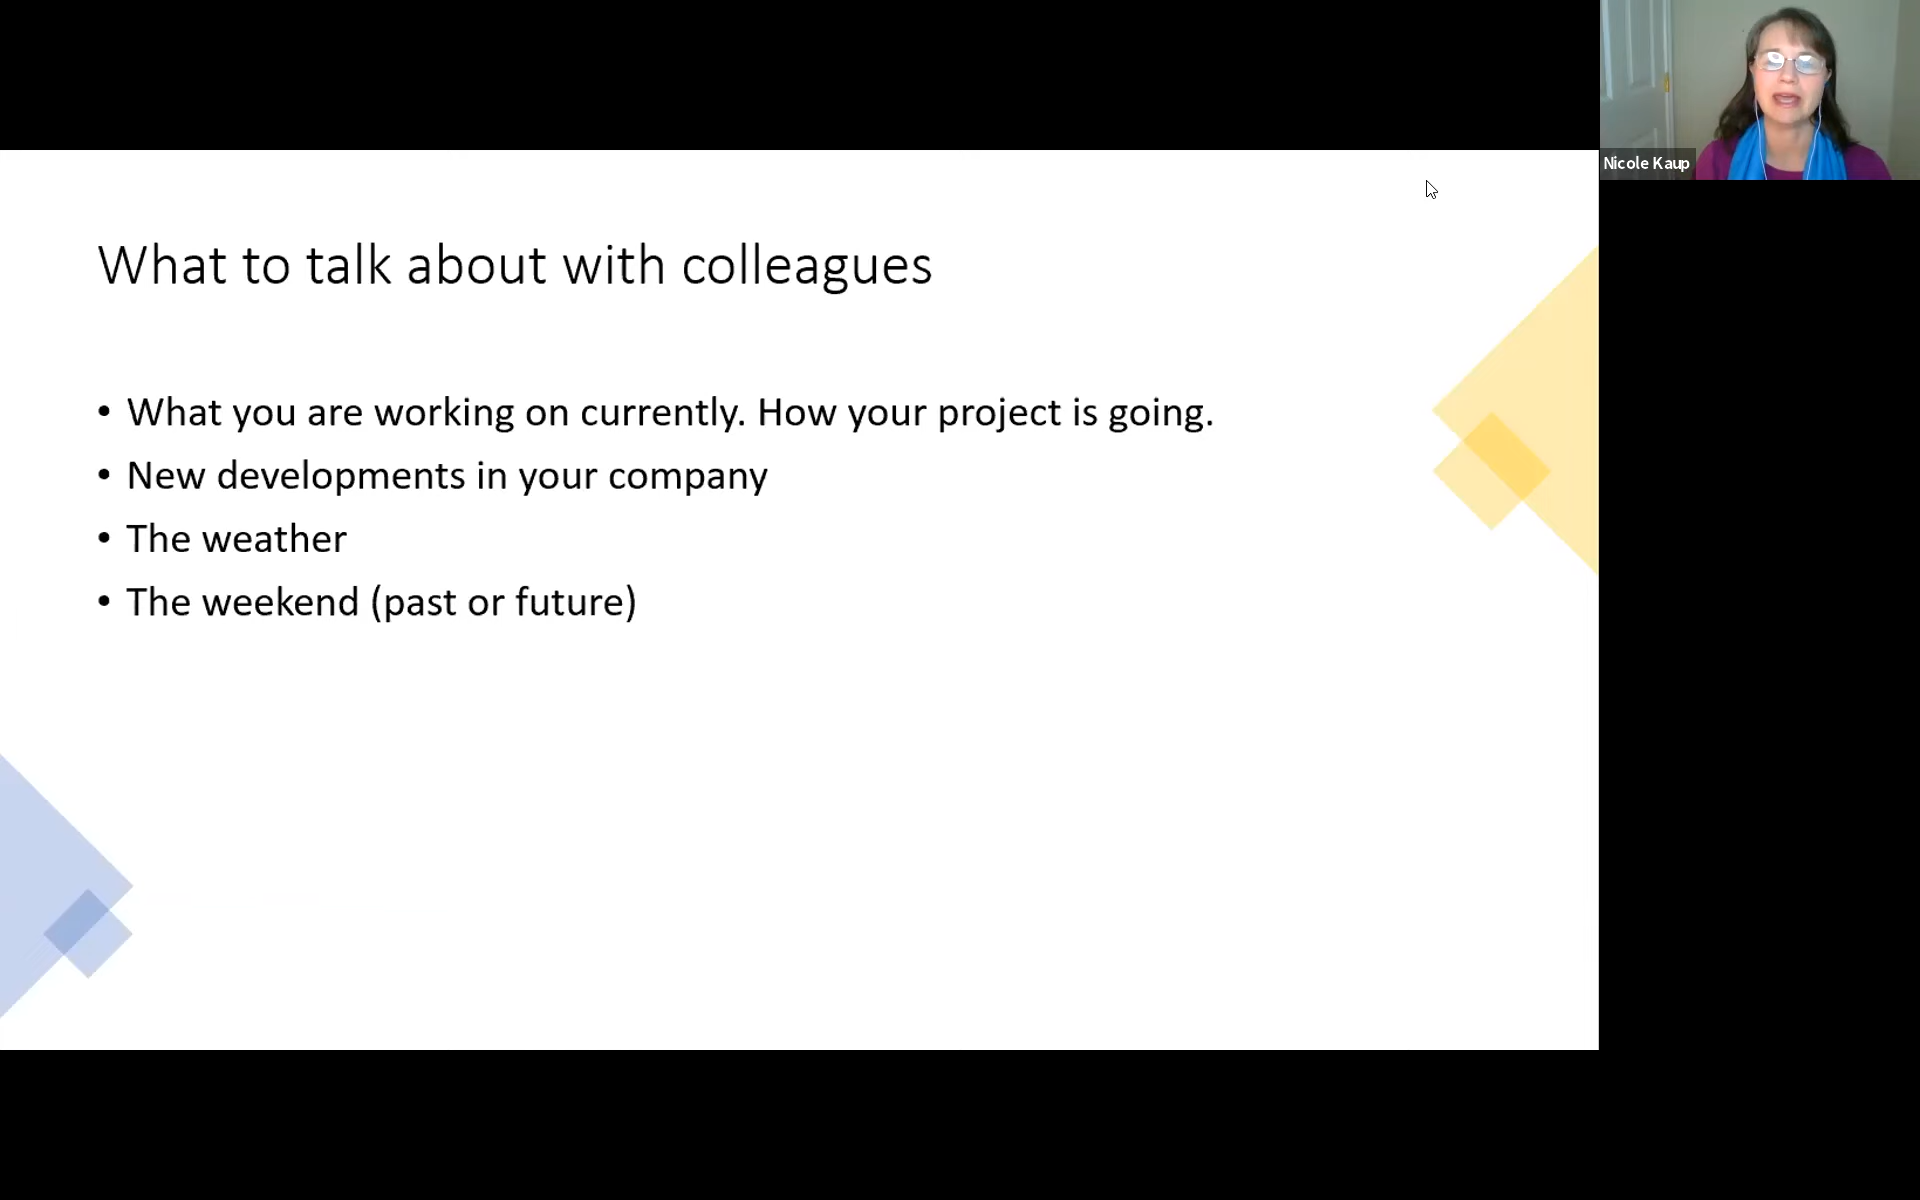 What to talk about with colleagues
• What you are working on currently. How your project is going.
• New developments in your company
• The weather
• The weekend (past or future)
Nicole Kaup